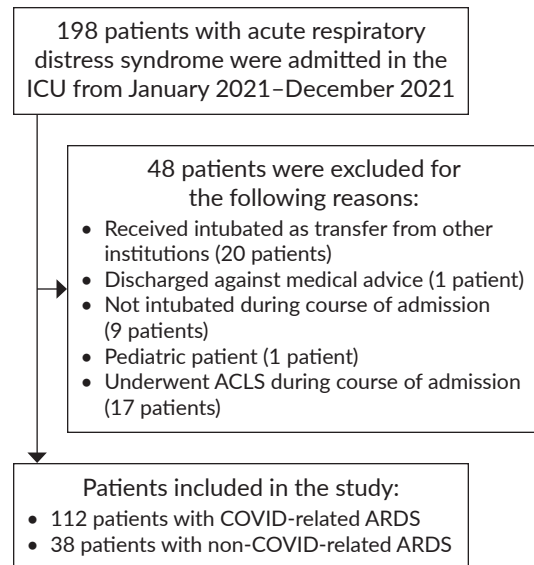 198 patients with acute respiratory
distress syndrome were admitted in the
ICU from January 2021–December 2021
48 patients were excluded for
the following reasons:
• Received intubated as transfer from other
institutions (20 patients)
• Discharged against medical advice (1 patient)
• Not intubated during course of admission
(9 patients)
• Pediatric patient (1 patient)
• Underwent ACLS during course of admission
(17 patients)
Patients included in the study:
• 112 patients with COVID-related ARDS
• 38 patients with non-COVID-related ARDS